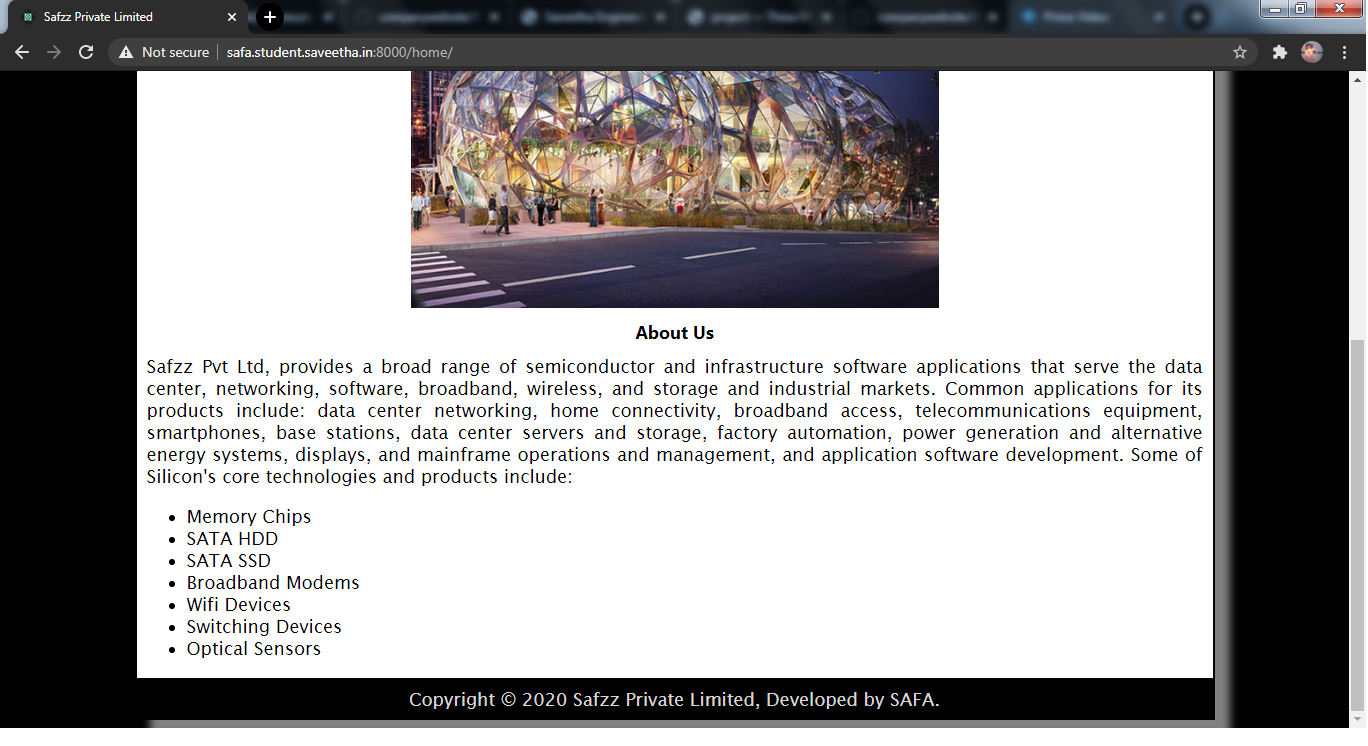 Safzz Private Limited
Prime Video
Not secure
safa.student.saveetha.in:8000/home/
About Us
Safzz Pvt Ltd, provides a broad range of semiconductor and infrastructure software applications that serve the data
center, networking, software, broadband, wireless, and storage and industrial markets. Common applications for its
products include: data center networking, home connectivity, broadband access, telecommunications equipment,
smartphones, base stations, data center servers and storage, factory automation, power generation and alternative
energy systems, displays, and mainframe operations and management, and application software development. Some of
Silicon's core technologies and products include:
• Memory Chips
• SATA HDD
• SATA SSD
• Broadband Modems
• Wifi Devices
• Switching Devices
• Optical Sensors
Copyright © 2020 Safzz Private Limited, Developed by SAFA.